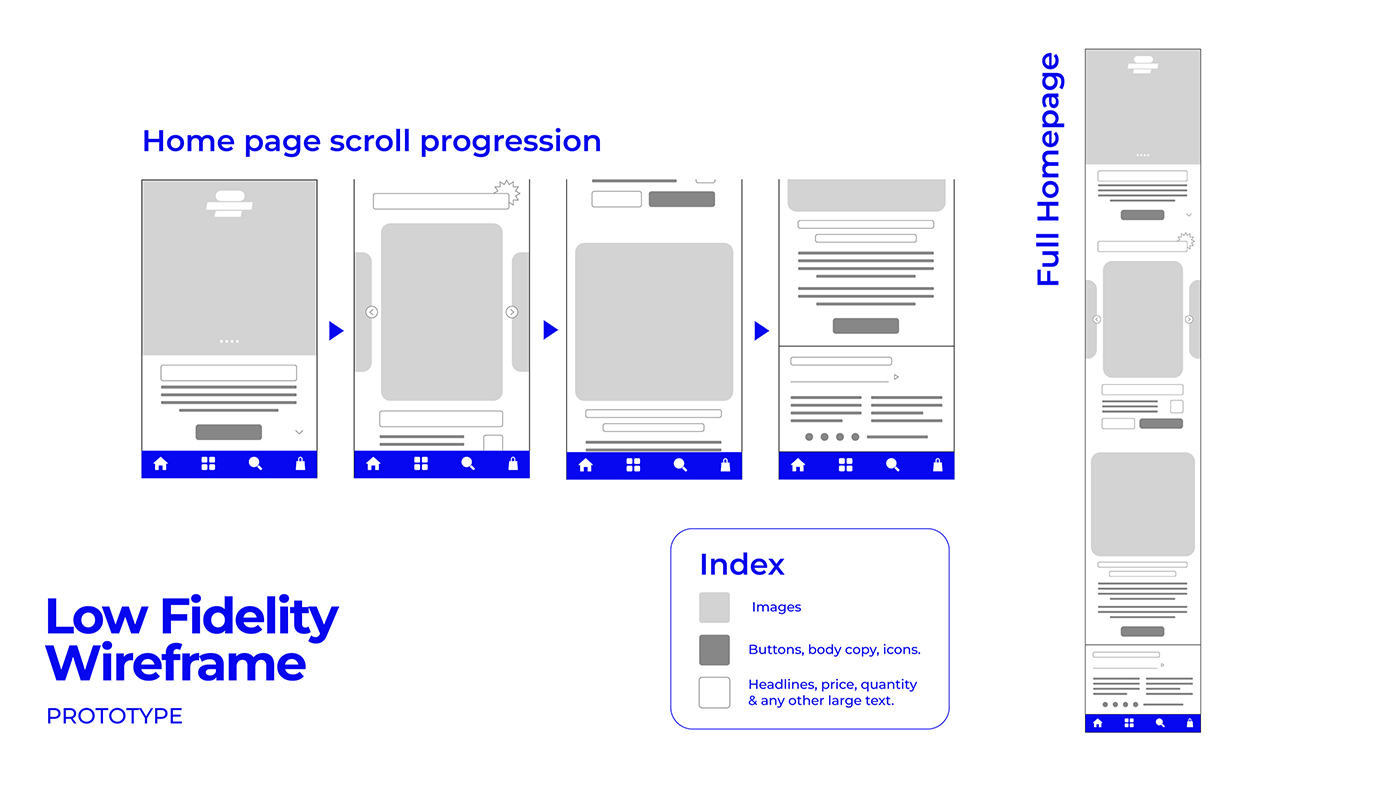 Home page scroll progression
Full Homepage
Low Fidelity
Wireframe
PROTOTYPE
Index
Images
Buttons, body copy, icons.
Headlines, price, quantity
& any other large text.